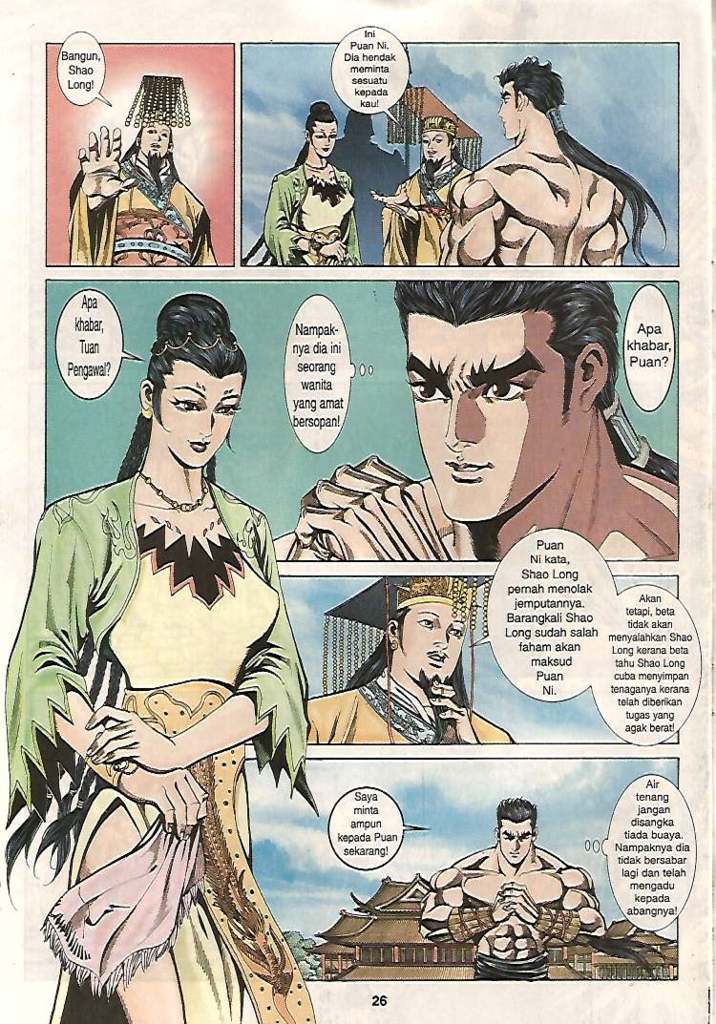 Bangun,
Shao
Long!
Ini
Puan Ni.
Dia hendak
meminta
sesuatu
kepada
kau!
Apa
khabar,
Tuan
Pengawal?
Nampak-
nya dia ini
seorang
wanita
yang amat
bersopan!
Apa
khabar,
Puan?
Puan
Ni kata,
Shao Long
pernah menolak
jemputannya.
Barangkali Shao
Long sudah salah
faham akan
maksud
Puan
Ni.
Akan
tetapi, beta
tidak akan
menyalahkan Shao
Long kerana beta
tahu Shao Long
cuba menyimpan
tenaganya kerana
telah diberikan
tugas yang
agak berat!
Saya
minta
ampun
kepada Puan
sekarang!
Air
tenang
jangan
disangka
tiada buaya.
Nampaknya dia
tidak bersabar
lagi dan telah
mengadu
kepada
abangnya!
26